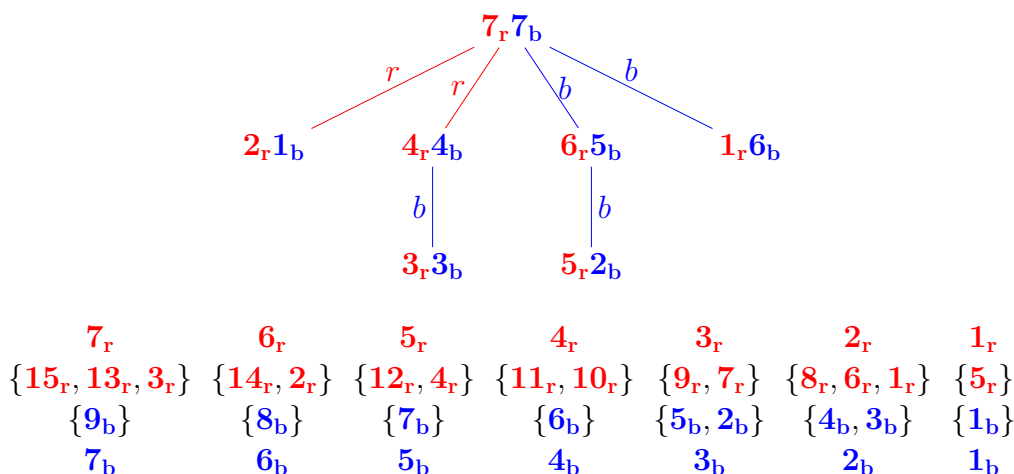 7r7b
r r b b
2r1b 4r4b 6r5b 1r6b
b b
3r3b 5r2b
7r 6r 5r 4r 3r 2r 1r
{15r, 13r, 3r} {14r, 2r} {12r, 4r} {11r, 10r} {9r, 7r} {8r, 6r, 1r} {5r}
{9b} {8b} {7b} {6b} {5b, 2b} {4b, 3b} {1b}
7b 6b 5b 4b 3b 2b 1b